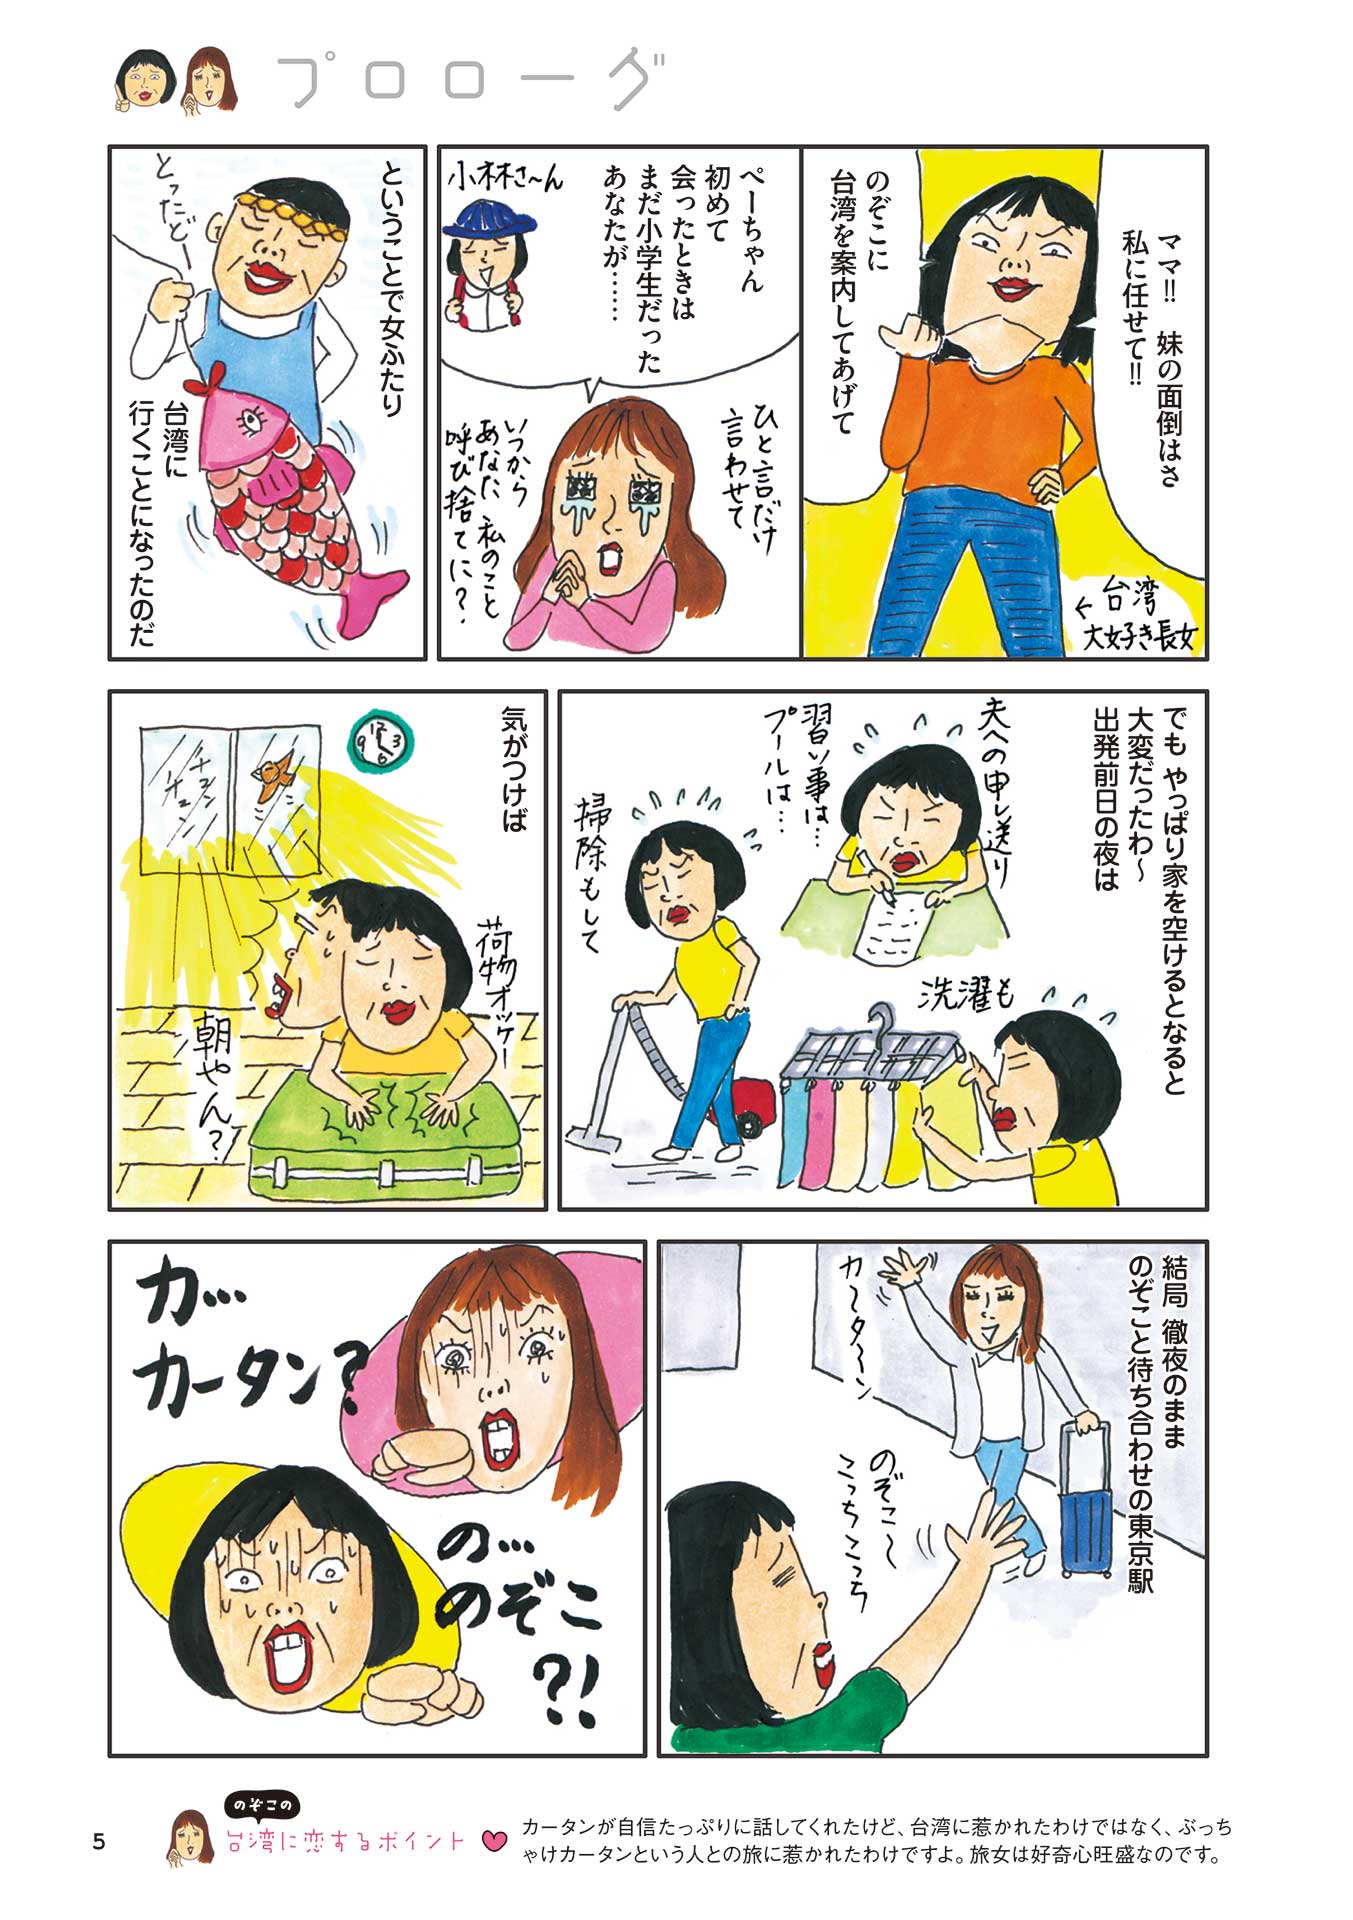 プロローグ
ママ!! 妹の面倒はさ
私に任せて!!
のぞこに
台湾を案内してあげて
台湾
大好き長女
ぺーちゃん
初めて
会ったときは
まだ小学生だった
あなたが……
小林さ〜ん
ひと言だけ
言わせて
いつから
あなた 私のこと
呼び捨てに?
ということで女ふたり
とったどー
台湾に
行くことになったのだ
でも やっぱり家を空けるとなると
大変だったわ〜
出発前日の夜は
夫への申し送り
習い事は…
プールは…
掃除もして
洗濯も
気がつけば
12
3
6
9
チュン
チュン
荷物オッケー
朝やん?
結局 徹夜のまま
のぞこと待ち合わせの東京駅
カ〜タ〜ン
のぞこ〜
こっちこっち
カ…
カータン?
の…
のぞこ
?!
のぞこの
台湾に恋するポイント
カータンが自信たっぷりに話してくれたけど、台湾に惹かれたわけではなく、ぶっち
ゃけカータンという人との旅に惹かれたわけですよ。旅女は好奇心旺盛なのです。
5